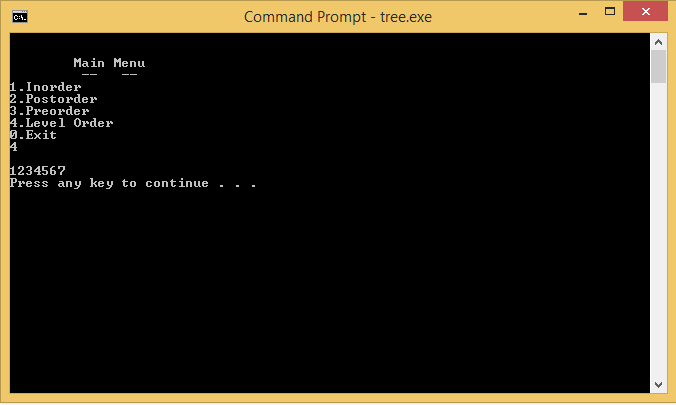 Command Prompt - tree.exe
C:\.
Main Menu
-- --
1.Inorder
2.Postorder
3.Preorder
4.Level Order
0.Exit
4
1234567
Press any key to continue . . .